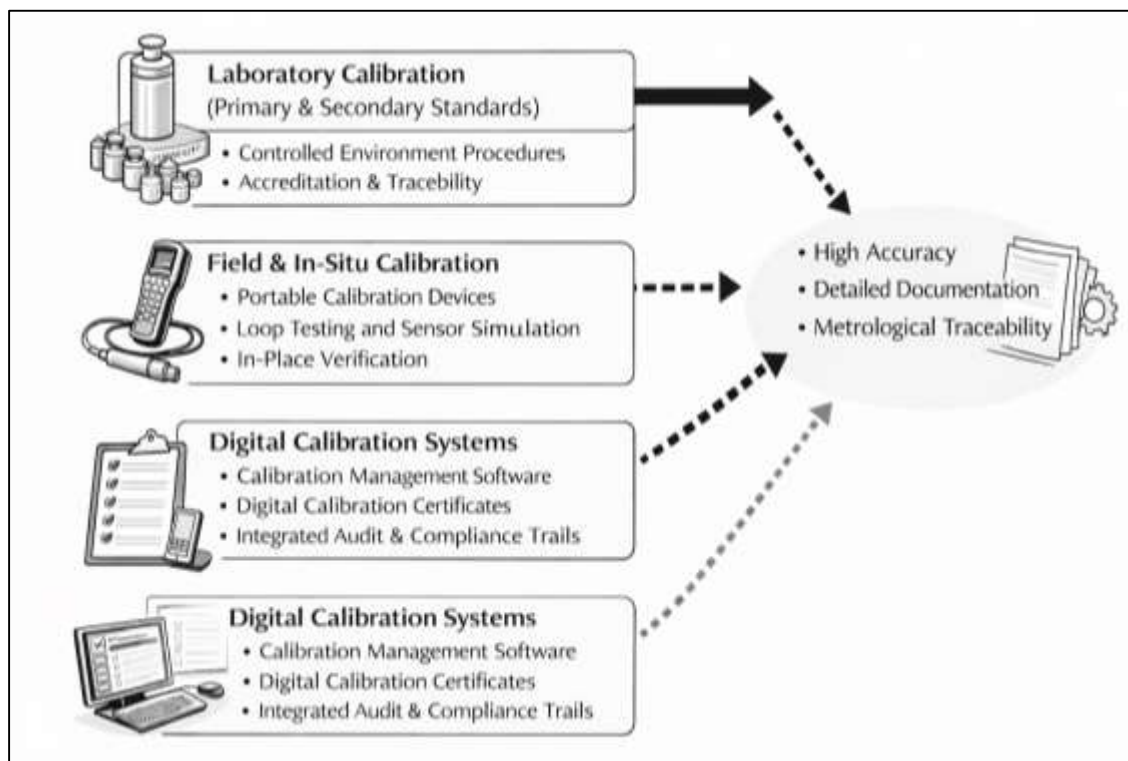 Laboratory Calibration
(Primary & Secondary Standards)
• Controlled Environment Procedures
• Accreditation & Tracebility
Field & In-Situ Calibration
• Portable Calibration Devices
• Loop Testing and Sensor Simulation
• In-Place Verification
• High Accuracy
• Detailed Documentation
• Metrological Traceability
Digital Calibration Systems
• Calibration Management Software
• Digital Calibration Certificates
• Integrated Audit & Compliance Trails
Digital Calibration Systems
• Calibration Management Software
• Digital Calibration Certificates
• Integrated Audit & Compliance Trails